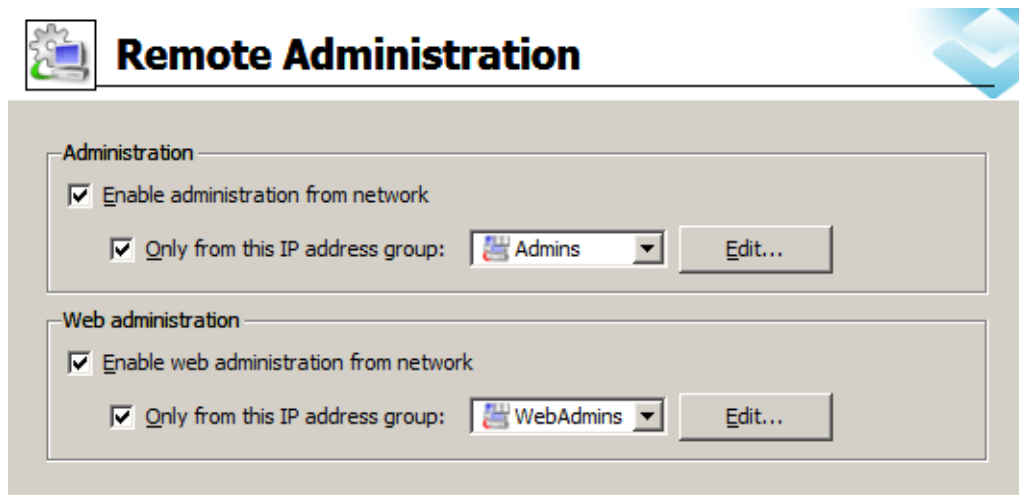 Remote Administration
Administration
Enable administration from network
Only from this IP address group: Admins Edit...
Web administration
Enable web administration from network
Only from this IP address group: WebAdmins Edit...